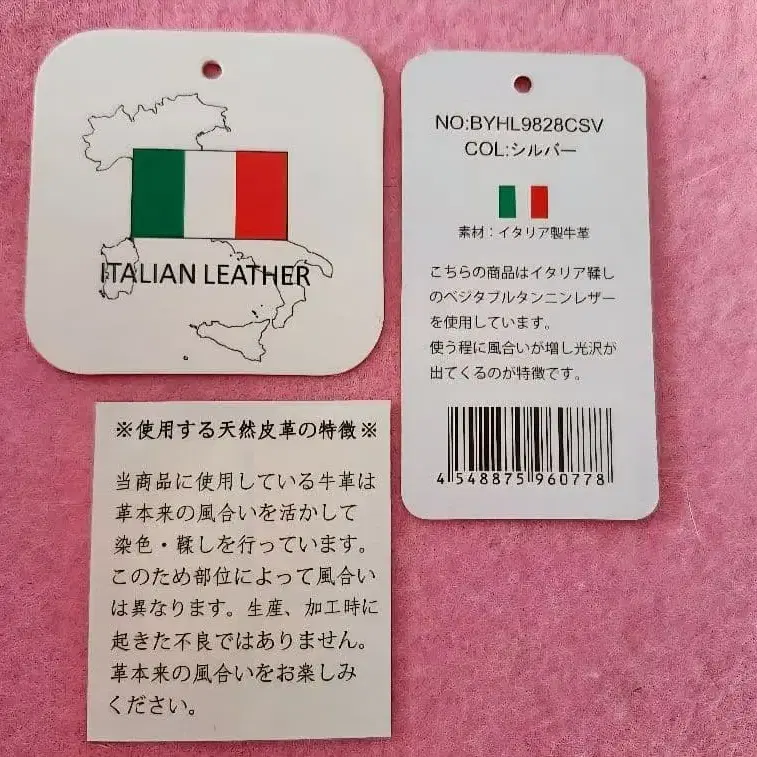 ITALIAN LEATHER
NO:BYHL9828CSV
COL:シルバー
素材：イタリア製牛革
こちらの商品はイタリア鞣し
のベジタブルタンニンレザー
を使用しています。
使う程に風合いが増し光沢が
出てくるのが特徴です。
4 548875 960778
※使用する天然皮革の特徴※
当商品に使用している牛革は
革本来の風合いを活かして
染色・鞣しを行っています。
このため部位によって風合い
は異なります。生産、加工時に
起きた不良ではありません。
革本来の風合いをお楽しみ
ください。